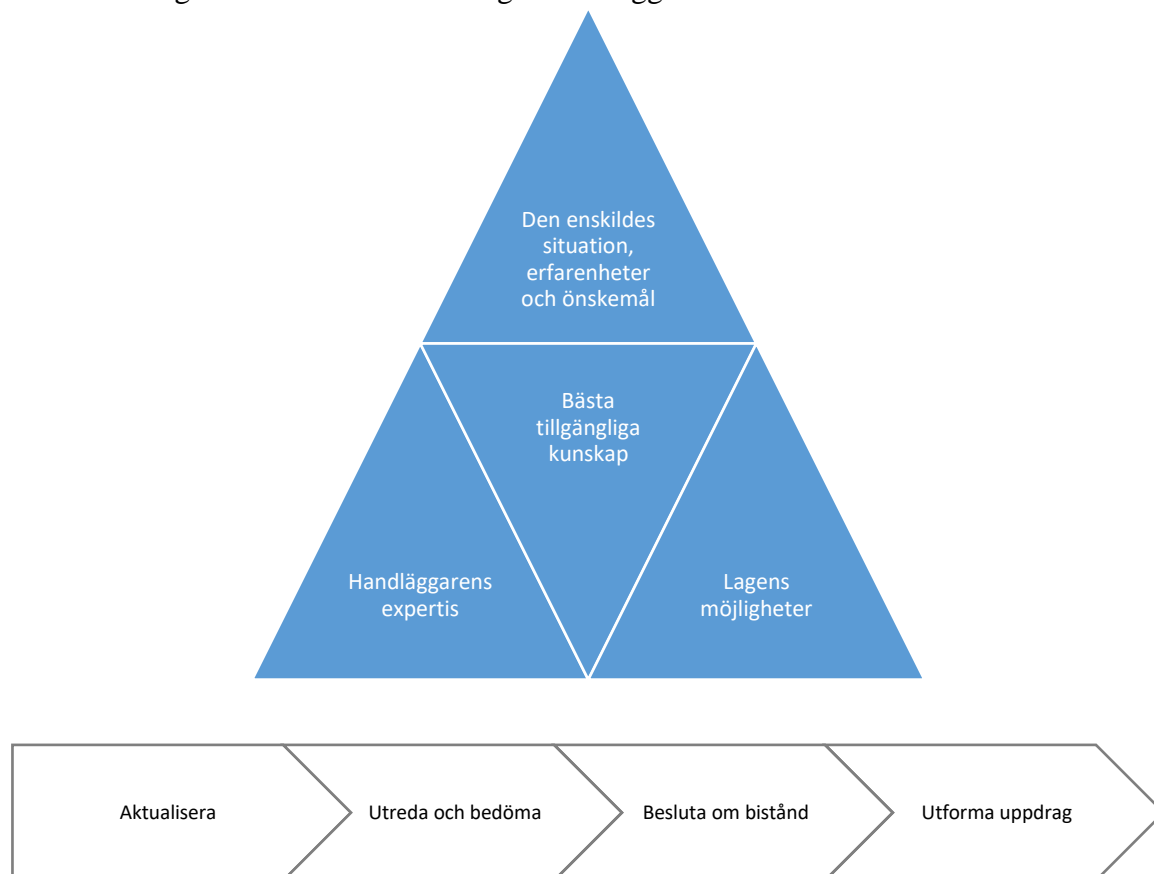 Den enskildes
situation,
erfarenheter
och önskemål
Bästa
tillgängliga
kunskap
Handläggarens
expertis
Lagens
möjligheter
Aktualisera
Utreda och bedöma
Besluta om bistånd
Utforma uppdrag